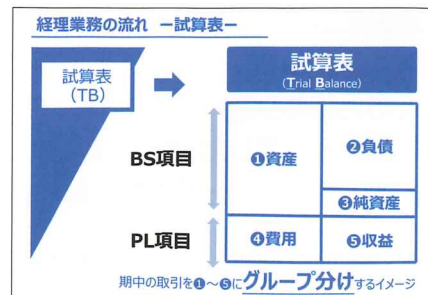 経理業務の流れ －試算表－
試算表
(TB)
試算表
(Trial Balance)
BS項目
❶資産
❷負債
❸純資産
PL項目
❹費用
❺収益
期中の取引を❶～❺にグループ分けするイメージ